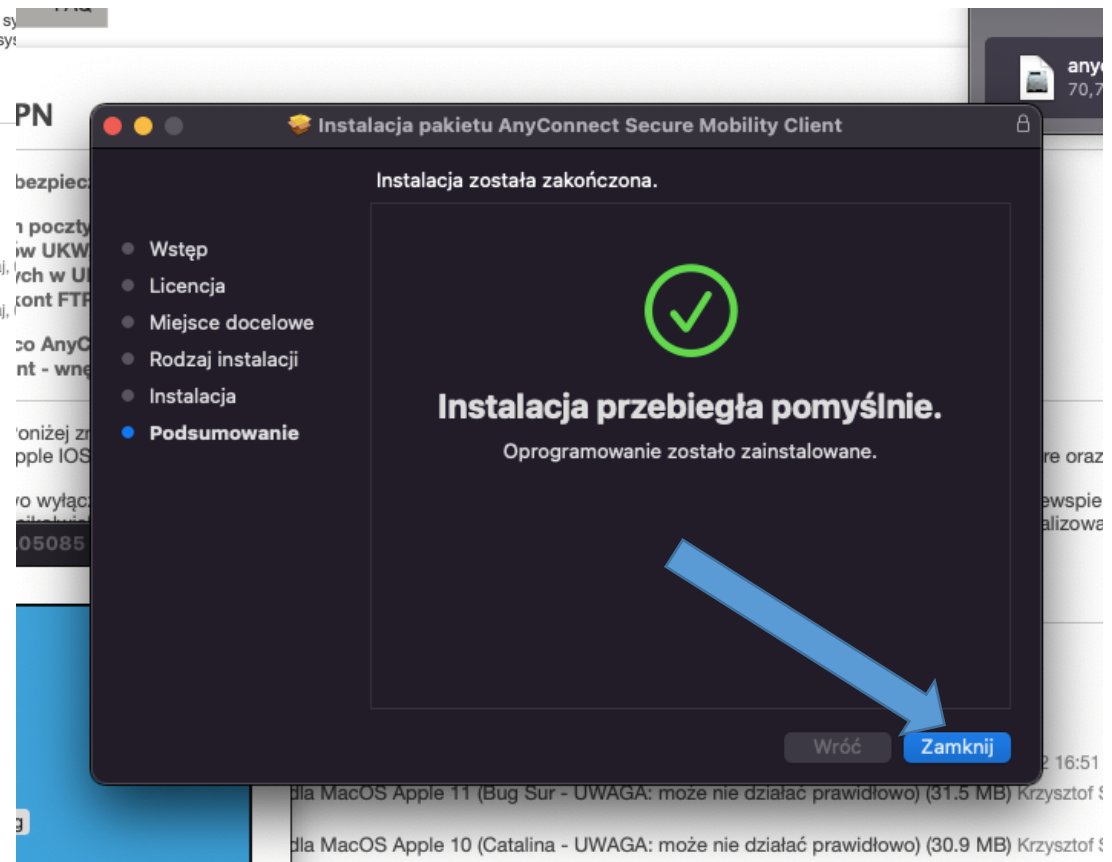 FAQ
PN
Instalacja pakietu AnyConnect Secure Mobility Client
70,7
Instalacja została zakończona.
Wstęp
Licencja
Miejsce docelowe
Rodzaj instalacji
Instalacja
Podsumowanie
Instalacja przebiegła pomyślnie.
Oprogramowanie zostało zainstalowane.
bezpiec
poczty
ów UKW
ych w U
kont FTP
co AnyC
nt - wnę
oniżej zn
pple IOS
re oraz
o wyłąc
ewspie
alizowa
05085
Wróć
Zamknij
2 16:51
dla MacOS Apple 11 (Bug Sur - UWAGA: może nie działać prawidłowo) (31.5 MB) Krzysztof S
dla MacOS Apple 10 (Catalina - UWAGA: może nie działać prawidłowo) (30.9 MB) Krzysztof S